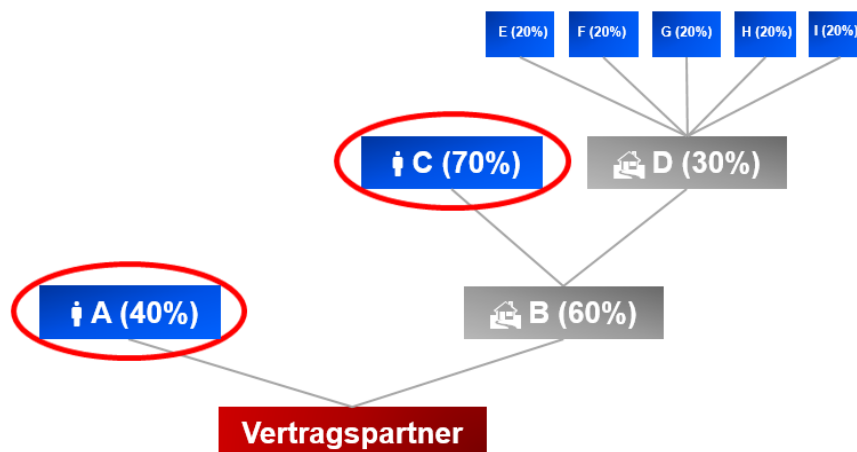 E (20%) F (20%) G (20%) H (20%) I (20%)
C (70%) D (30%)
A (40%) B (60%)
Vertragspartner